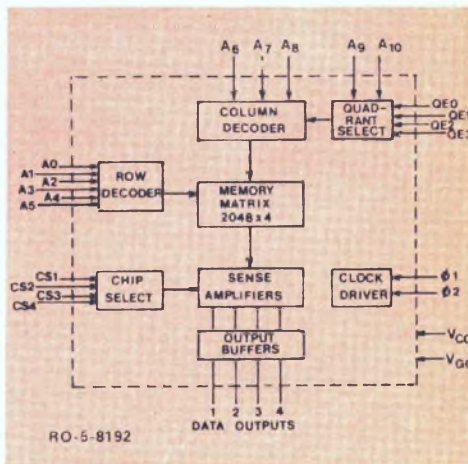 A6 A7 A8 A9 A10
COLUMN
DECODER
QUAD-
RANT
SELECT
QE0
QE1
QE2
QE3
A0
A1
A2
A3
A4
A5
ROW
DECODER
MEMORY
MATRIX
2048x4
CS1
CS2
CS3
CS4
CHIP
SELECT
SENSE
AMPLIFIERS
CLOCK
DRIVER
ϕ1
ϕ2
OUTPUT
BUFFERS
1 2 3 4
DATA OUTPUTS
RO-5-8192